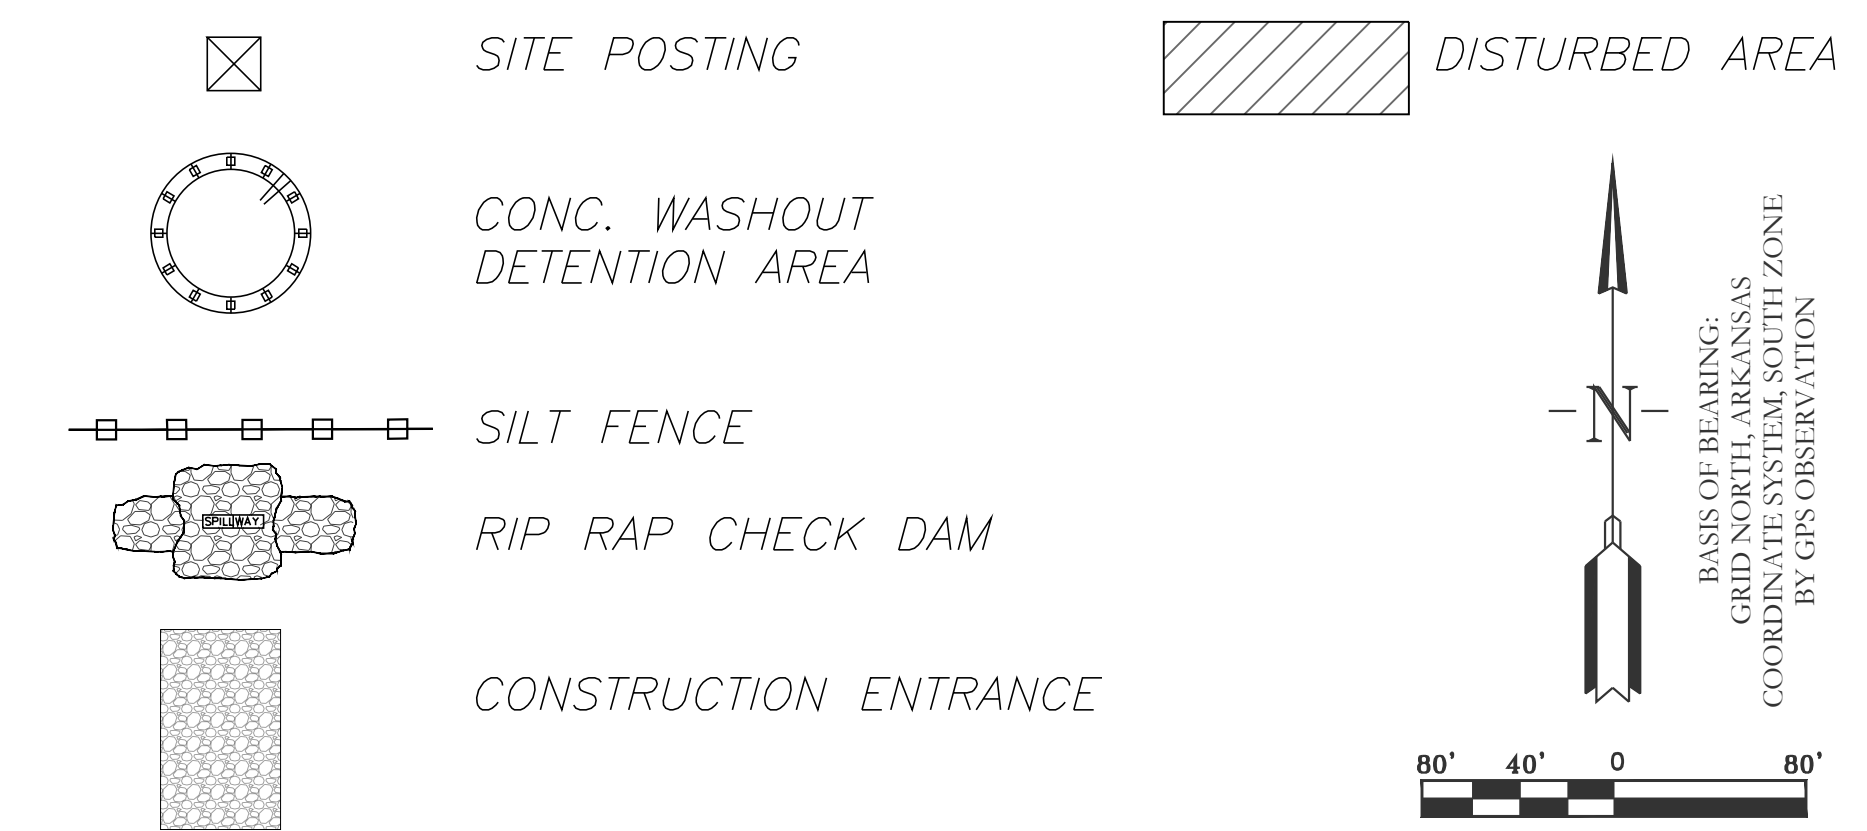 SITE POSTING
CONC. WASHOUT
DETENTION AREA
SILT FENCE
SPILLWAY
RIP RAP CHECK DAM
CONSTRUCTION ENTRANCE
DISTURBED AREA
N
BASIS OF BEARING:
GRID NORTH, ARKANSAS
COORDINATE SYSTEM, SOUTH ZONE
BY GPS OBSERVATION
80' 40' 0 80'